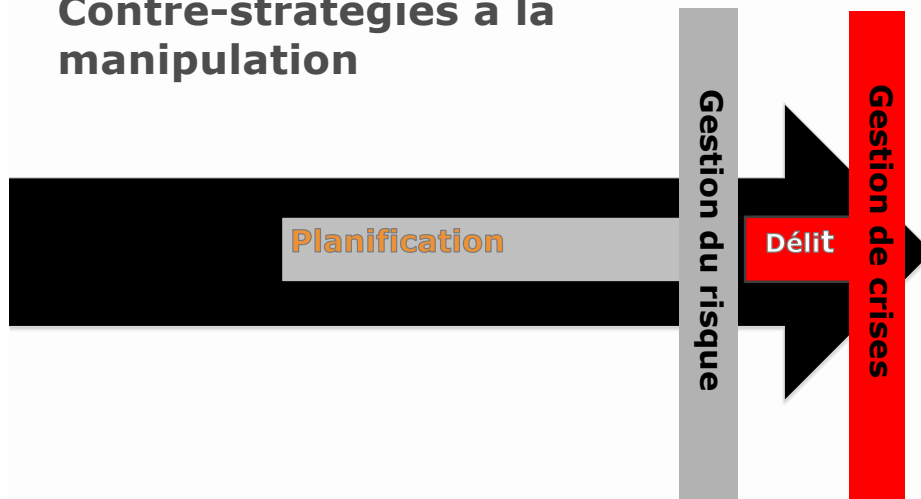 Contre-stratégies à la
manipulation
Planification
Gestion du risque
Délit
Gestion de crises